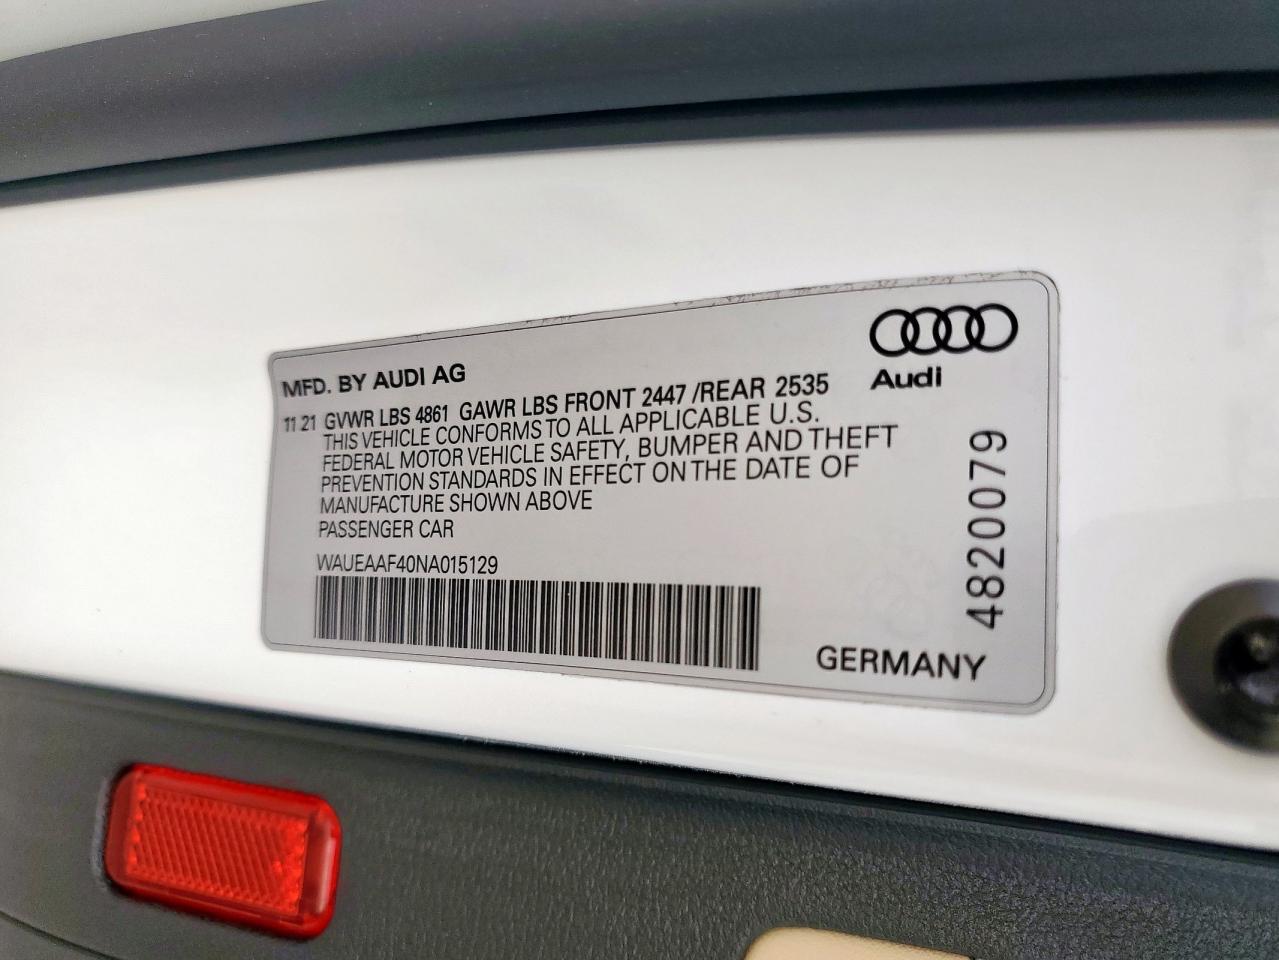 Audi
MFD. BY AUDI AG
11 21 GVWR LBS 4861 GAWR LBS FRONT 2447 /REAR 2535
THIS VEHICLE CONFORMS TO ALL APPLICABLE U.S.
FEDERAL MOTOR VEHICLE SAFETY, BUMPER AND THEFT
PREVENTION STANDARDS IN EFFECT ON THE DATE OF
MANUFACTURE SHOWN ABOVE
PASSENGER CAR
WAUEAAF40NA015129
GERMANY
4820079